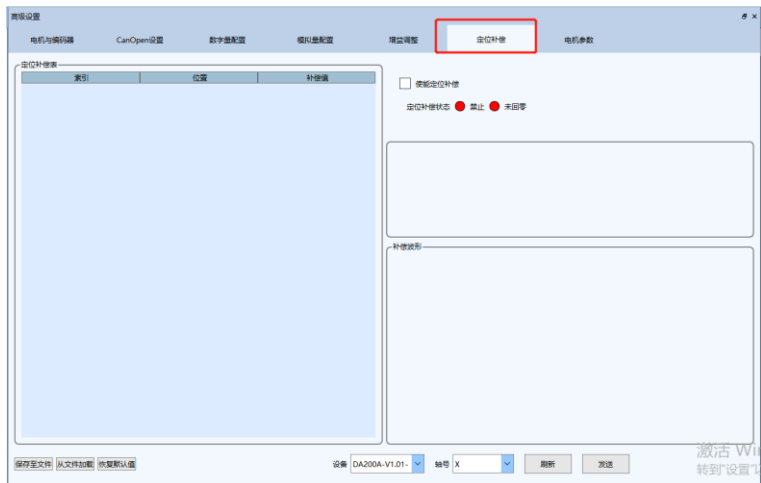 高级设置
电机与编码器 CanOpen设置 数字量配置 模拟量配置 增益调整 定位补偿 电机参数
定位补偿表
索引 位置 补偿值
使能定位补偿
定位补偿状态 禁止 未回零
补偿波形
保存至文件 从文件加载 恢复默认值 设备 DA200A-V1.01- 轴号 X 刷新 发送
激活 Wi
转到"设置"